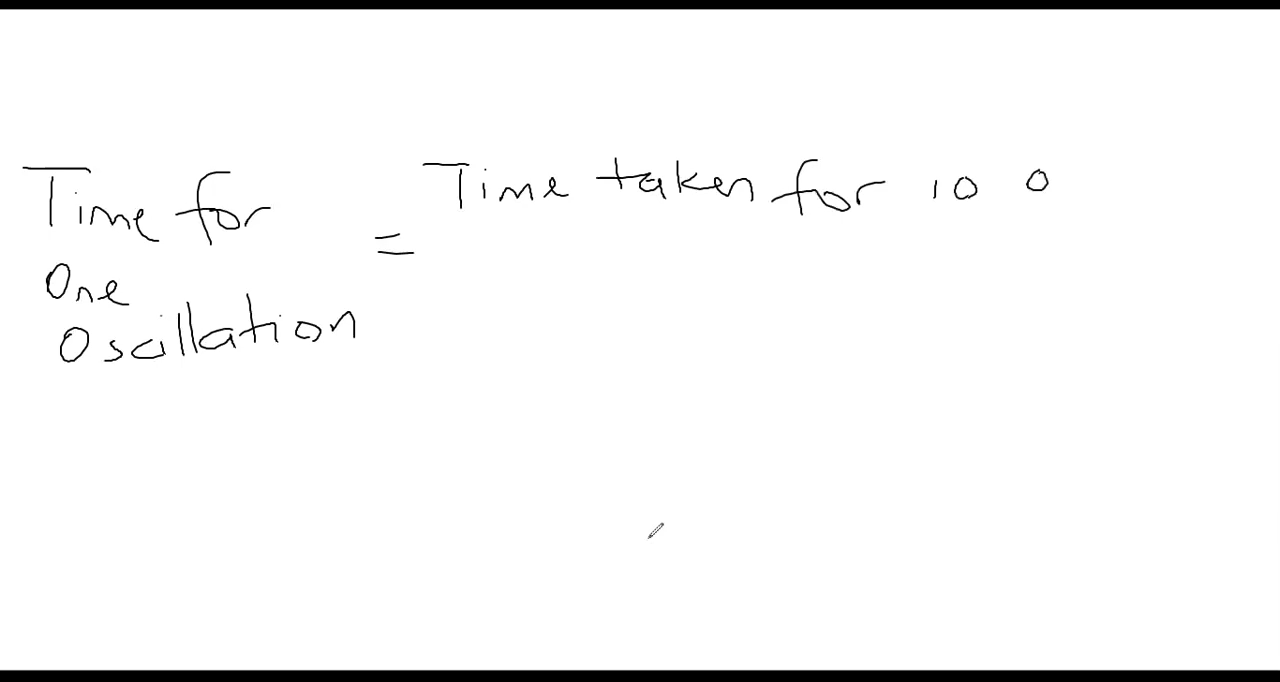 Time for
One
Oscillation
=
Time taken for 10 o